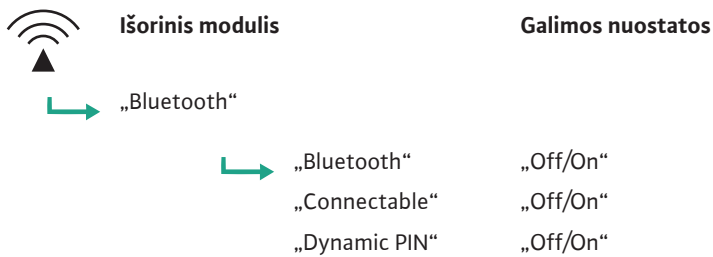 Išorinis modulis Galimos nuostatos
„Bluetooth“
„Bluetooth“ „Off/On“
„Connectable“ „Off/On“
„Dynamic PIN“ „Off/On“